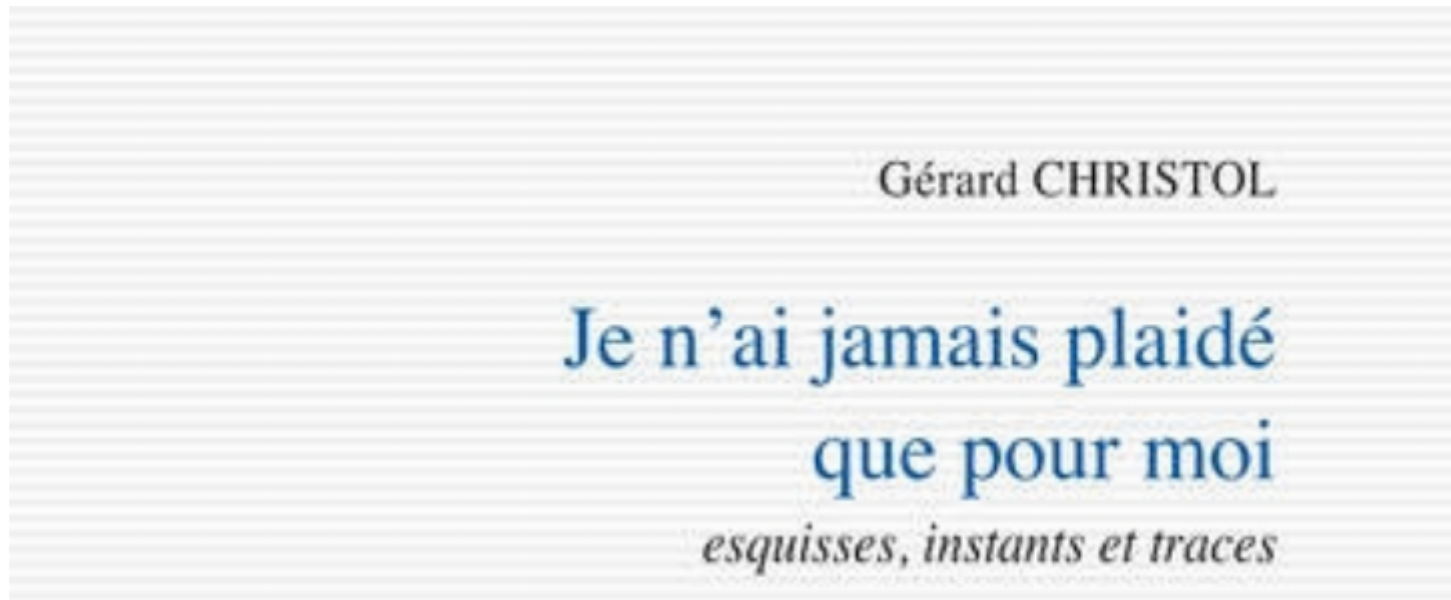 Gérard CHRISTOL
Je n’ai jamais plaidé
que pour moi
esquisses, instants et traces